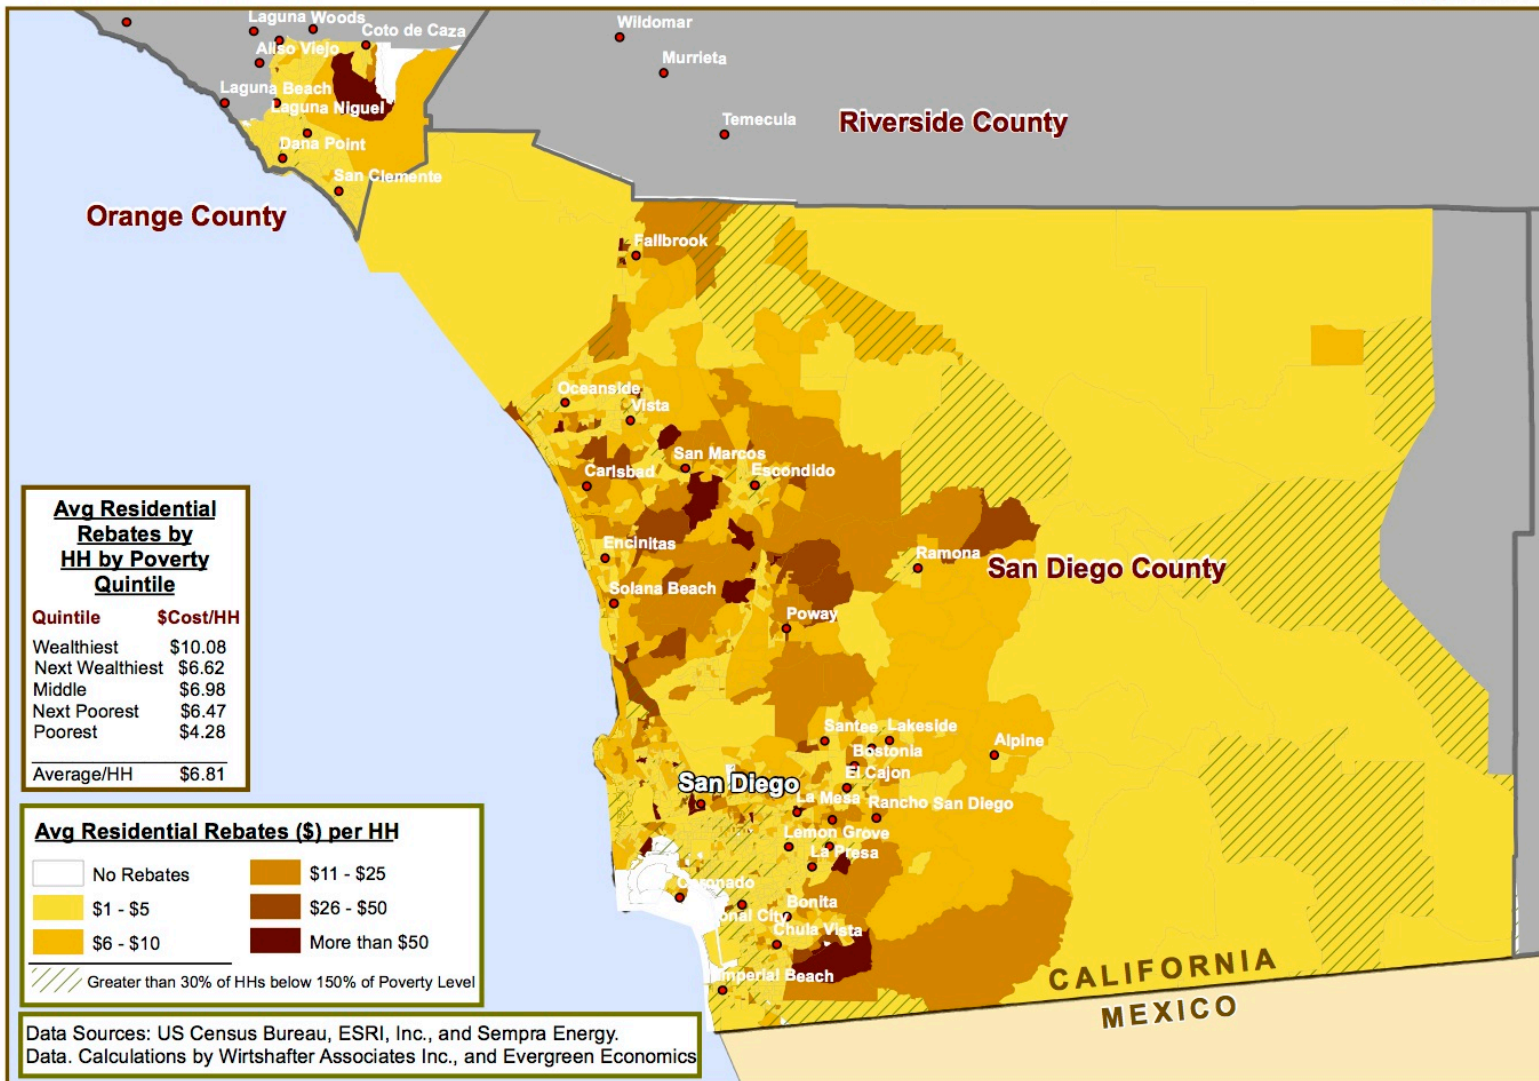 Laguna Woods
Coto de Caza
Aliso Viejo
Laguna Beach
Laguna Niguel
Dana Point
San Clemente
Orange County
Wildomar
Murrieta
Temecula
Riverside County
Fallbrook
Oceanside
Vista
San Marcos
Carlsbad
Escondido
Encinitas
Ramona
San Diego County
Solana Beach
Poway
Santee
Lakeside
Bostonia
Alpine
El Cajon
San Diego
La Mesa
Rancho San Diego
Lemon Grove
La Presa
Coronado
Bonita
onal City
Chula Vista
Imperial Beach
CALIFORNIA
MEXICO
Avg Residential
Rebates by
HH by Poverty
Quintile
Quintile $Cost/HH
Wealthiest $10.08
Next Wealthiest $6.62
Middle $6.98
Next Poorest $6.47
Poorest $4.28
Average/HH $6.81
Avg Residential Rebates ($) per HH
No Rebates $11 - $25
$1 - $5 $26 - $50
$6 - $10 More than $50
Greater than 30% of HHs below 150% of Poverty Level
Data Sources: US Census Bureau, ESRI, Inc., and Sempra Energy.
Data. Calculations by Wirtshafter Associates Inc., and Evergreen Economics